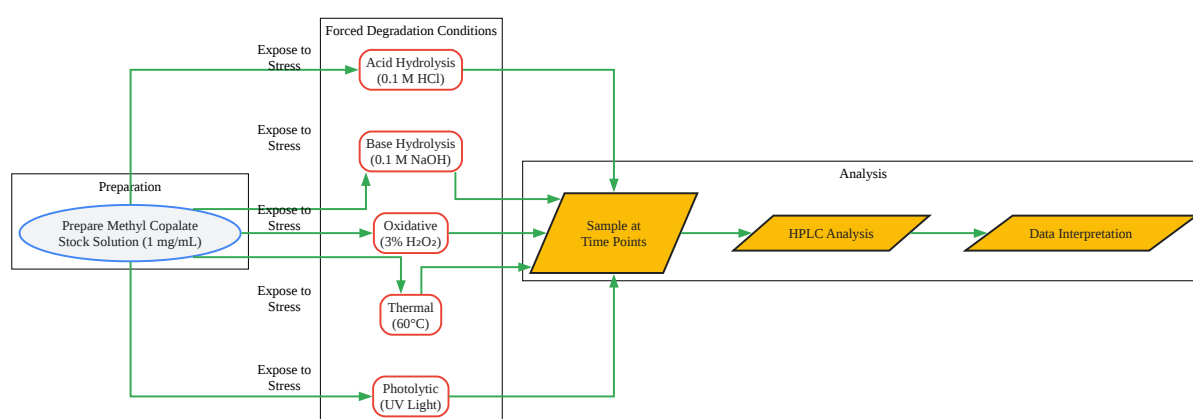 Forced Degradation Conditions
Expose to
Stress
Acid Hydrolysis
(0.1 M HCl)
Expose to
Stress
Base Hydrolysis
(0.1 M NaOH)
Analysis
Preparation
Prepare Methyl Copalate
Stock Solution (1 mg/mL)
Expose to
Stress
Oxidative
(3% H₂O₂)
Sample at
Time Points
HPLC Analysis
Data Interpretation
Expose to
Stress
Thermal
(60°C)
Expose to
Stress
Photolytic
(UV Light)